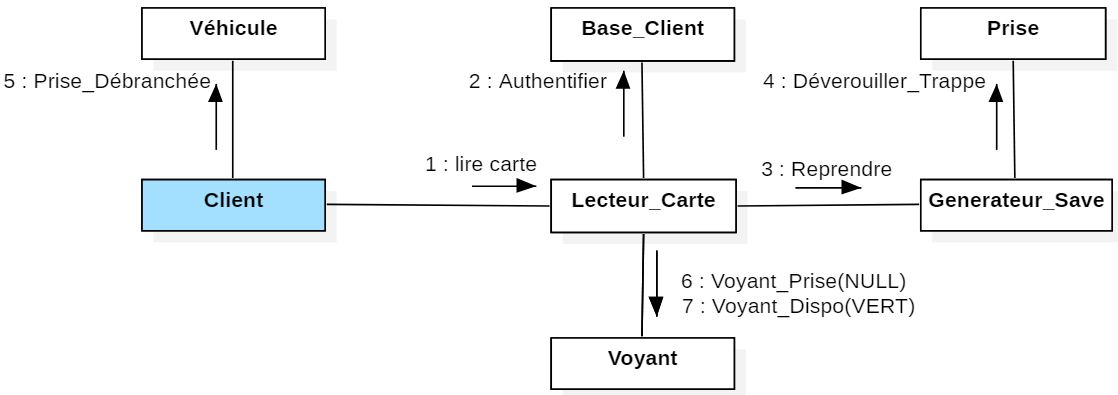 Véhicule
Base_Client
Prise
5 : Prise_Débranchée
2 : Authentifier
4 : Déverouiller_Trappe
1 : lire carte
3 : Reprendre
Client
Lecteur_Carte
Generateur_Save
6 : Voyant_Prise(NULL)
7 : Voyant_Dispo(VERT)
Voyant